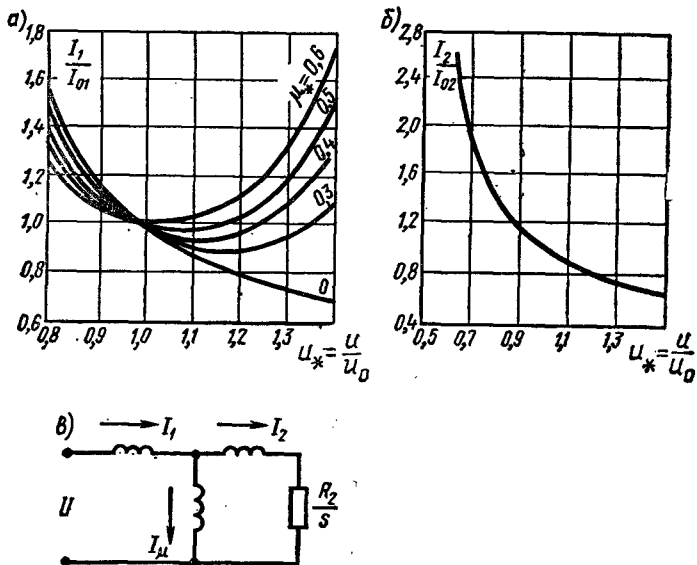 а)
1,8
1,6
1,4
1,2
1,0
0,8
0,6
I₁/I₀₁
μ*=0,6
0,5
0,4
0,3
0
0,8 0,9 1,0 1,1 1,2 1,3
u*=u/u₀
б)
2,8
2,4
2,0
1,6
1,2
0,8
0,4
I₂/I₀₂
0,5 0,7 0,9 1,1 1,3
u*=u/u₀
в)
I₁
I₂
U
Iμ
R₂/s